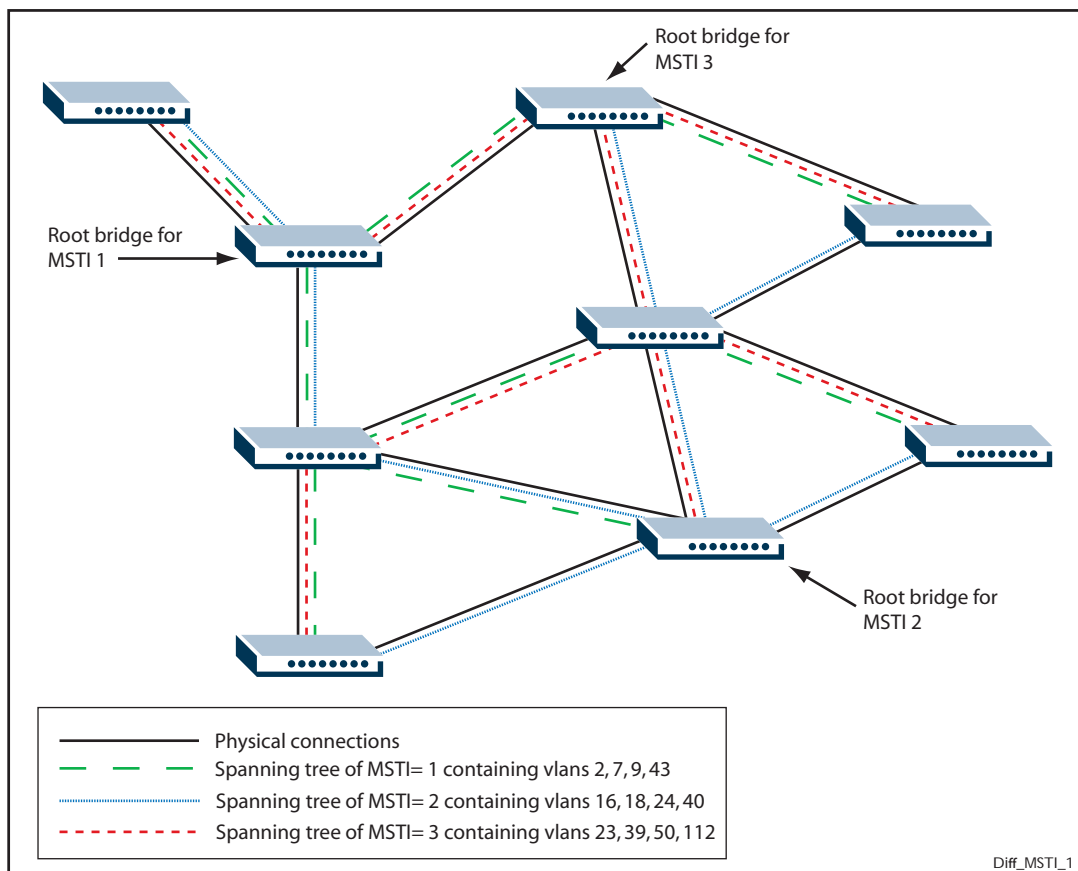 Root bridge for
MSTI 3
Root bridge for
MSTI 1
Root bridge for
MSTI 2
Physical connections
Spanning tree of MSTI= 1 containing vlans 2, 7, 9, 43
Spanning tree of MSTI= 2 containing vlans 16, 18, 24, 40
Spanning tree of MSTI= 3 containing vlans 23, 39, 50, 112
Diff_MSTI_1